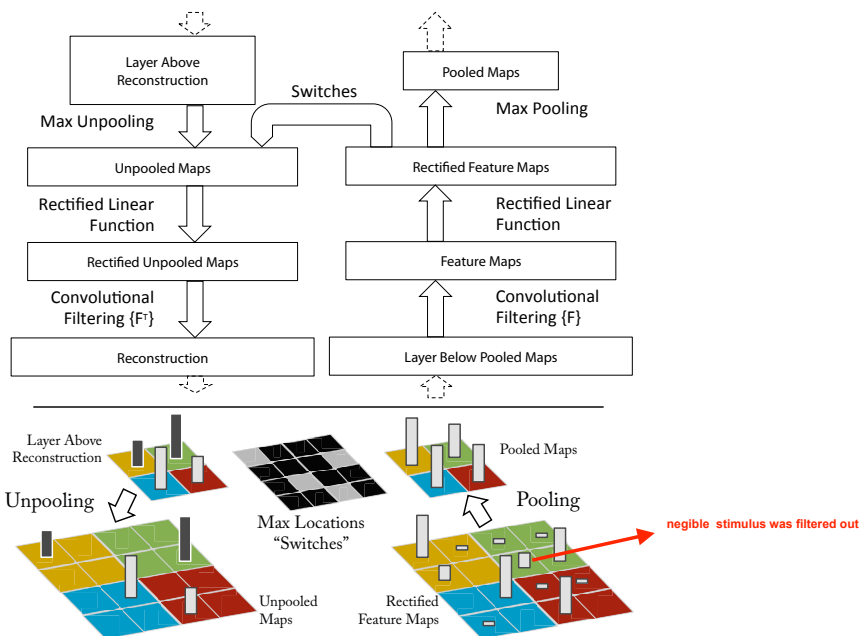 Layer Above
Reconstruction
Pooled Maps
Switches
Max Unpooling
Max Pooling
Unpooled Maps
Rectified Feature Maps
Rectified Linear
Function
Rectified Linear
Function
Rectified Unpooled Maps
Feature Maps
Convolutional
Filtering {Fᵀ}
Convolutional
Filtering {F}
Reconstruction
Layer Below Pooled Maps
Layer Above
Reconstruction
Pooled Maps
Unpooling
Pooling
Max Locations
“Switches”
negible stimulus was filtered out
Unpooled
Maps
Rectified
Feature Maps